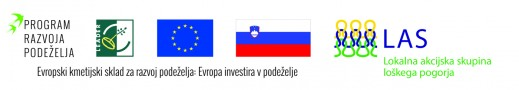 PROGRAM
RAZVOJA
PODEŽELJA
LEADER
LAS
Lokalna akcijska skupina
loškega pogorja
Evropski kmetijski sklad za razvoj podeželja: Evropa investira v podeželje